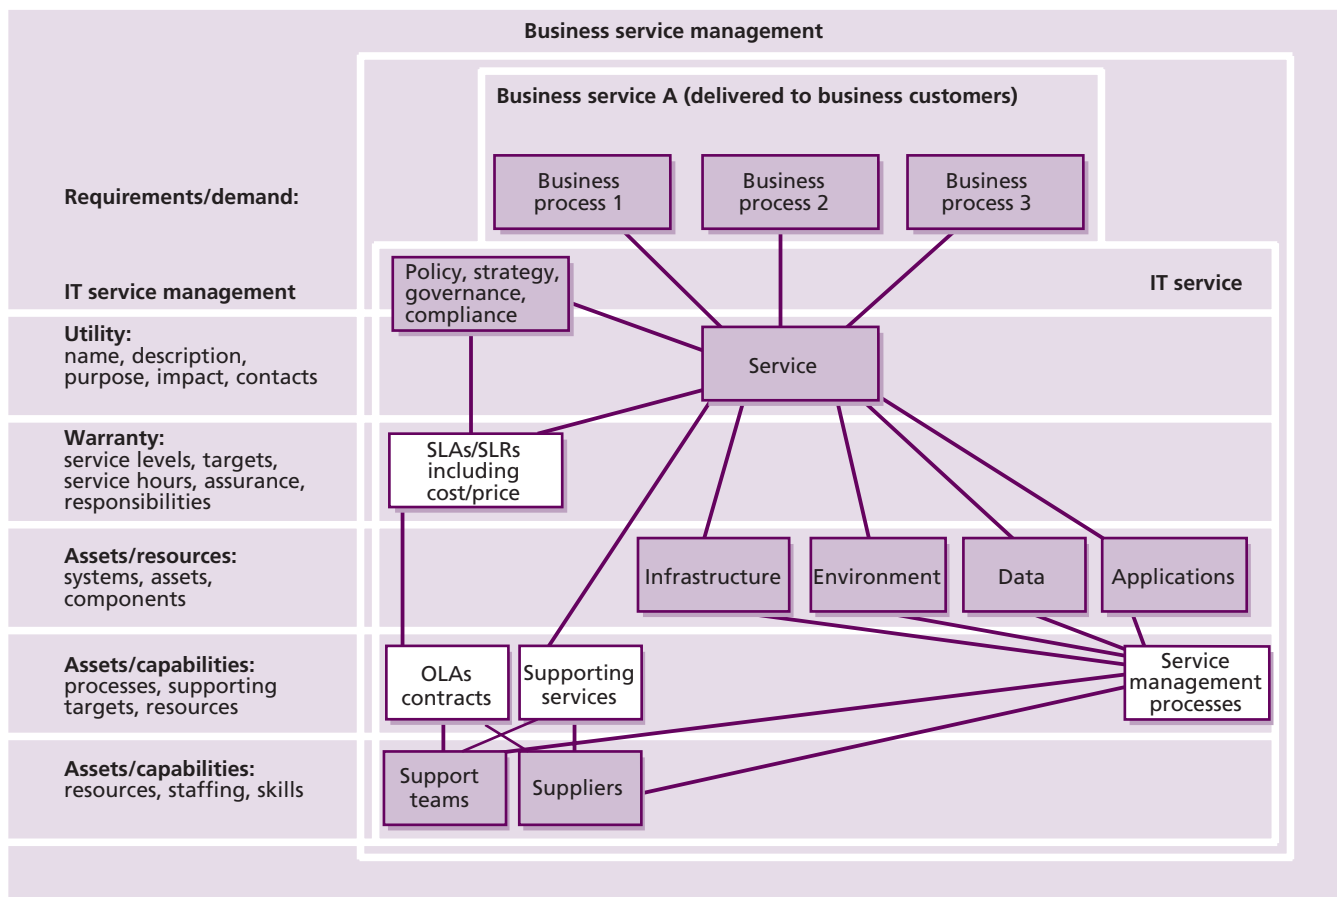 Business service management
Business service A (delivered to business customers)
Requirements/demand:
Business
process 1
Business
process 2
Business
process 3
IT service management
Policy, strategy,
governance,
compliance
IT service
Utility:
name, description,
purpose, impact, contacts
Service
Warranty:
service levels, targets,
service hours, assurance,
responsibilities
SLAs/SLRs
including
cost/price
Assets/resources:
systems, assets,
components
Infrastructure
Environment
Data
Applications
Assets/capabilities:
processes, supporting
targets, resources
OLAs
contracts
Supporting
services
Service
management
processes
Assets/capabilities:
resources, staffing, skills
Support
teams
Suppliers